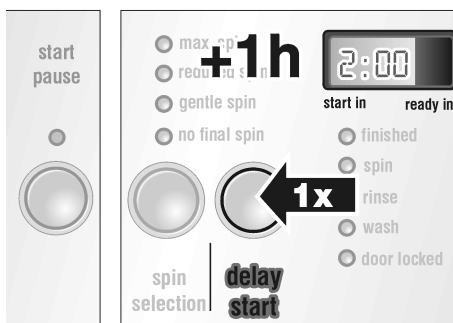 start
pause
max. spin
reduced spin
gentle spin
no final spin
+1h
2:00
start in ready in
finished
spin
rinse
wash
door locked
1x
spin
selection
delay
start